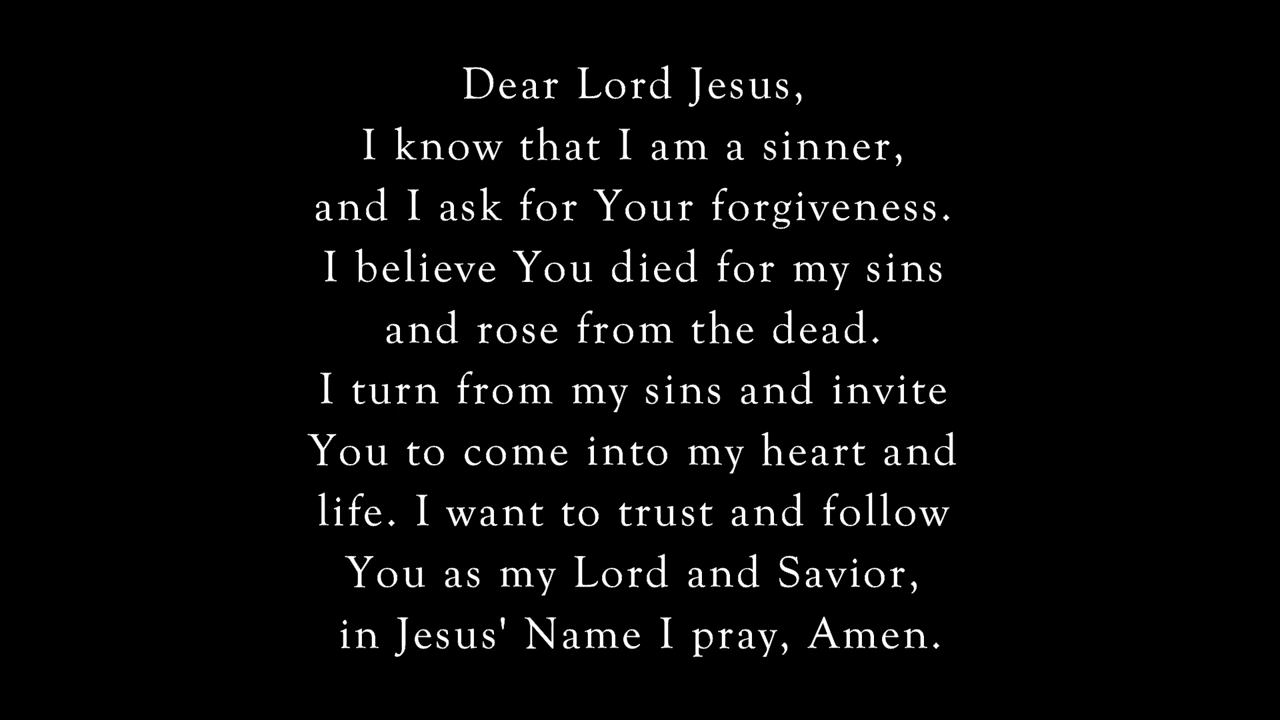 Dear Lord Jesus,
I know that I am a sinner,
and I ask for Your forgiveness.
I believe You died for my sins
and rose from the dead.
I turn from my sins and invite
You to come into my heart and
life. I want to trust and follow
You as my Lord and Savior,
in Jesus' Name I pray, Amen.